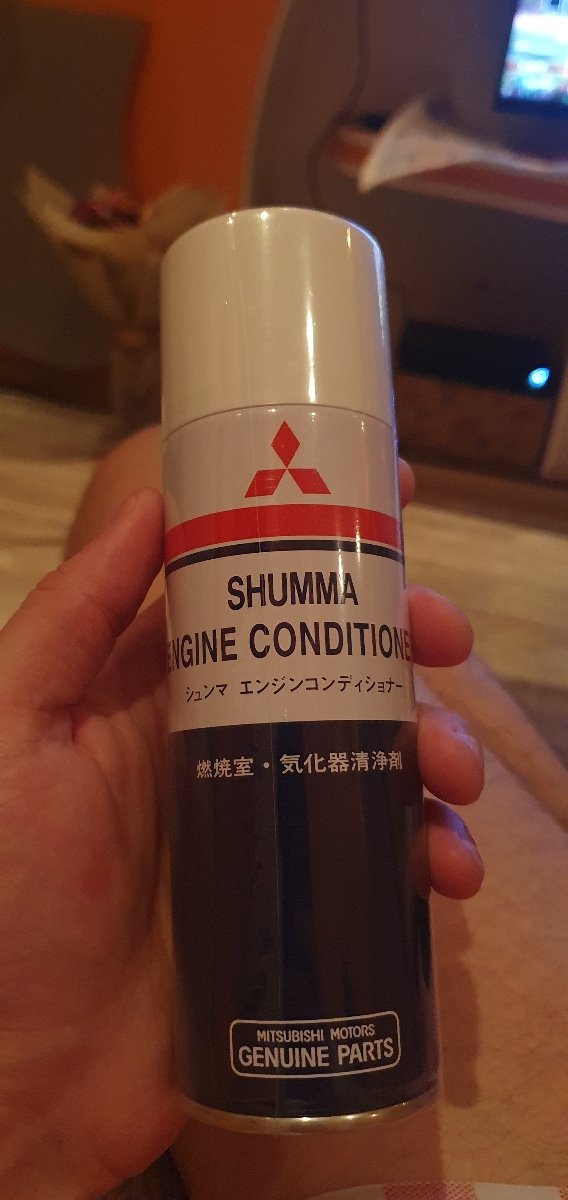 SHUMMA
ENGINE CONDITIONE
シュンマ エンジンコンディショナー
燃焼室・気化器清浄剤
MITSUBISHI MOTORS
GENUINE PARTS